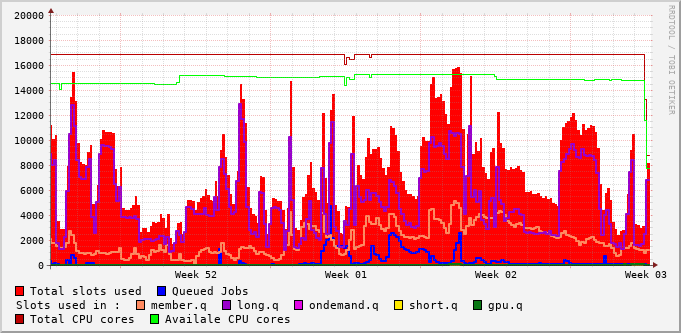 20000
18000
16000
14000
12000
10000
8000
6000
4000
2000
0
Week 52 Week 01 Week 02 Week 03
RRDTOOL / TOBI OETIKER
Total slots used Queued Jobs
Slots used in : member.q long.q ondemand.q short.q gpu.q
Total CPU cores Availale CPU cores